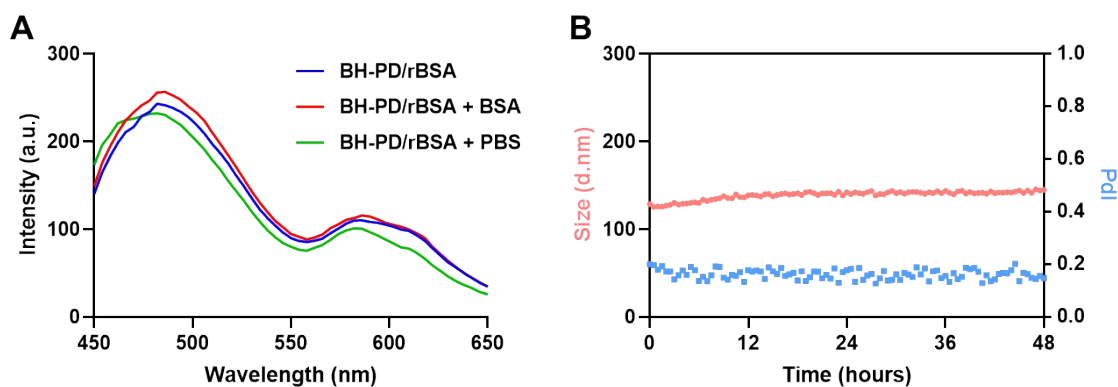 A
300
200
100
0
Intensity (a.u.)
450
500
550
600
650
Wavelength (nm)
BH-PD/rBSA
BH-PD/rBSA + BSA
BH-PD/rBSA + PBS
B
300
200
100
0
Size (d.nm)
0
12
24
36
48
Time (hours)
1.0
0.8
0.6
0.4
0.2
0.0
PdI